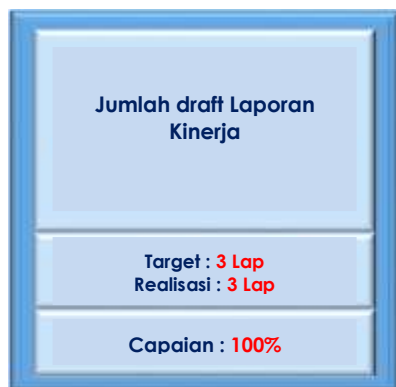 Jumlah draft Laporan
Kinerja
Target : 3 Lap
Realisasi : 3 Lap
Capaian : 100%